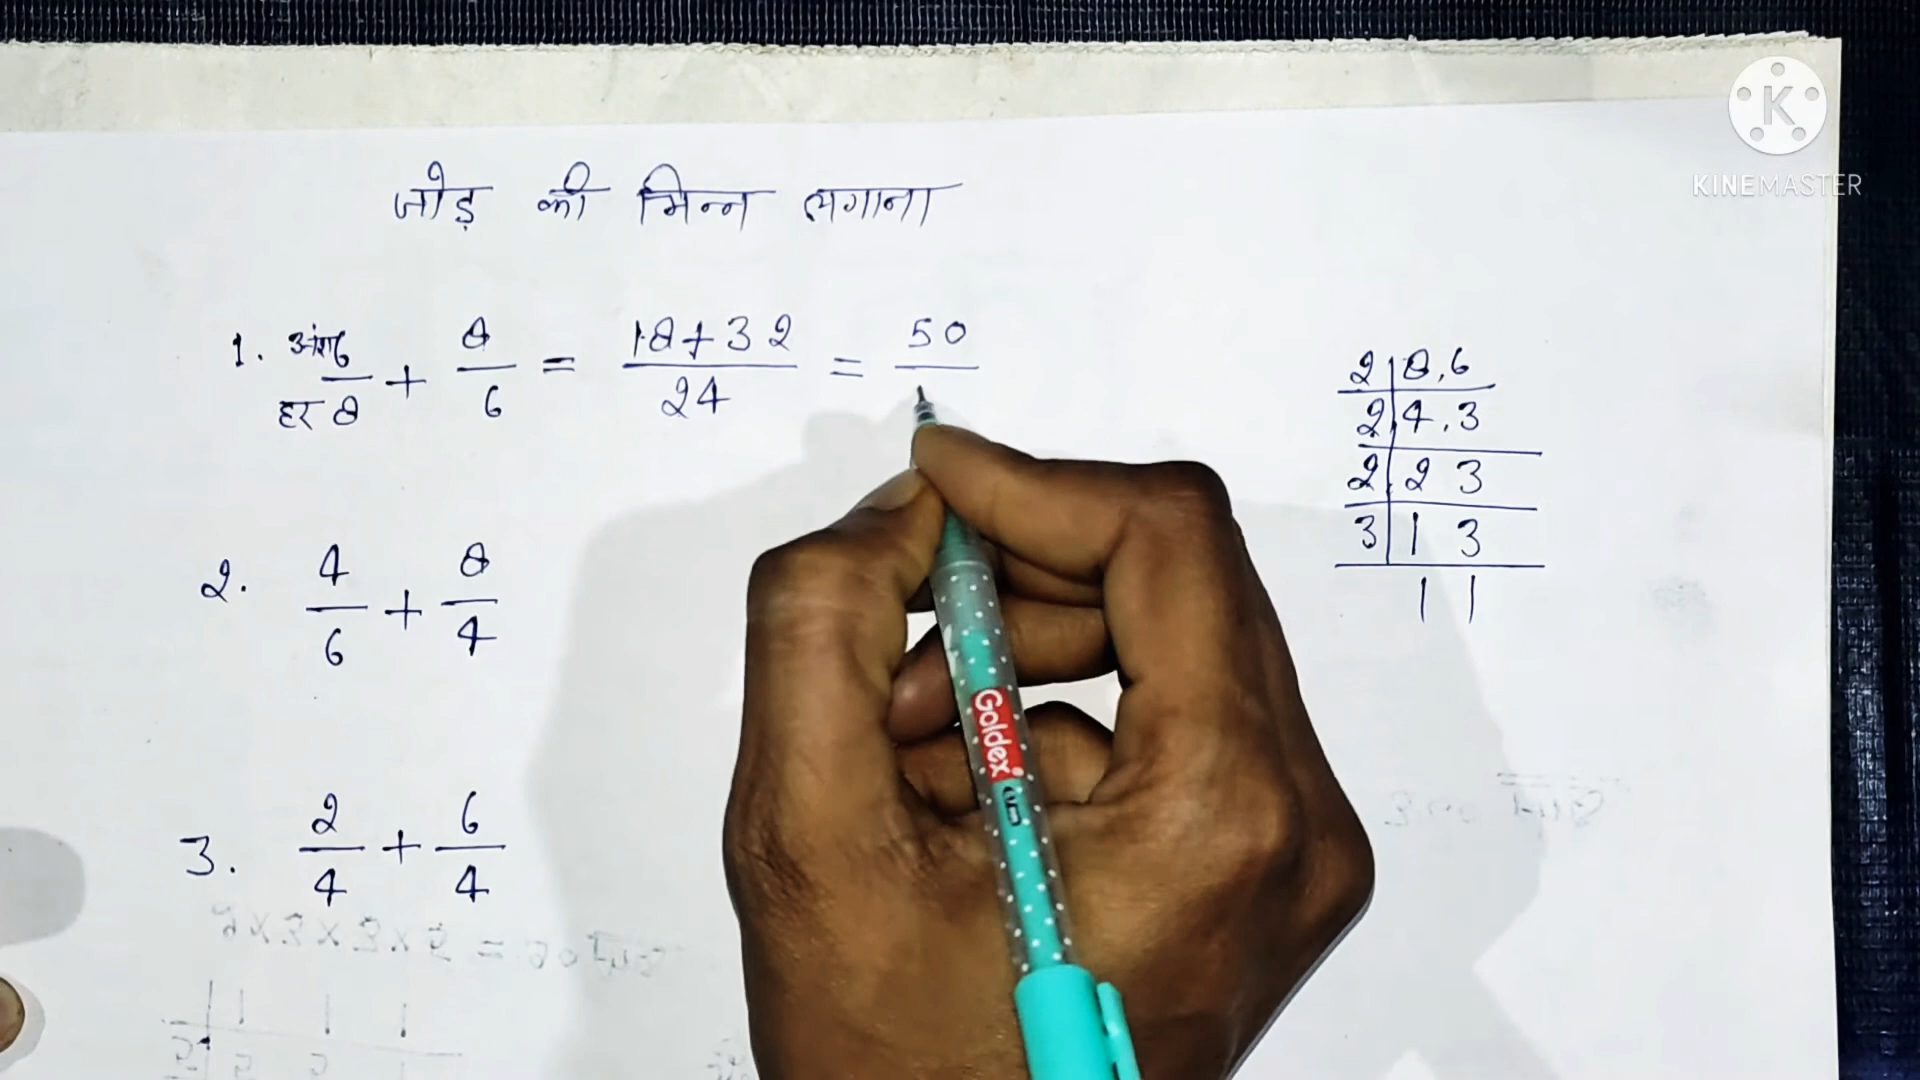 KINEMASTER
जोड़ की भिन्न लगाना
1. अंश 6/हर 8 + 8/6 = 18+32/24 = 50/
2 | 8,6
2 | 4,3
2 | 2 3
3 | 1 3
1 1
2. 4/6 + 8/4
3. 2/4 + 6/4
Goldex